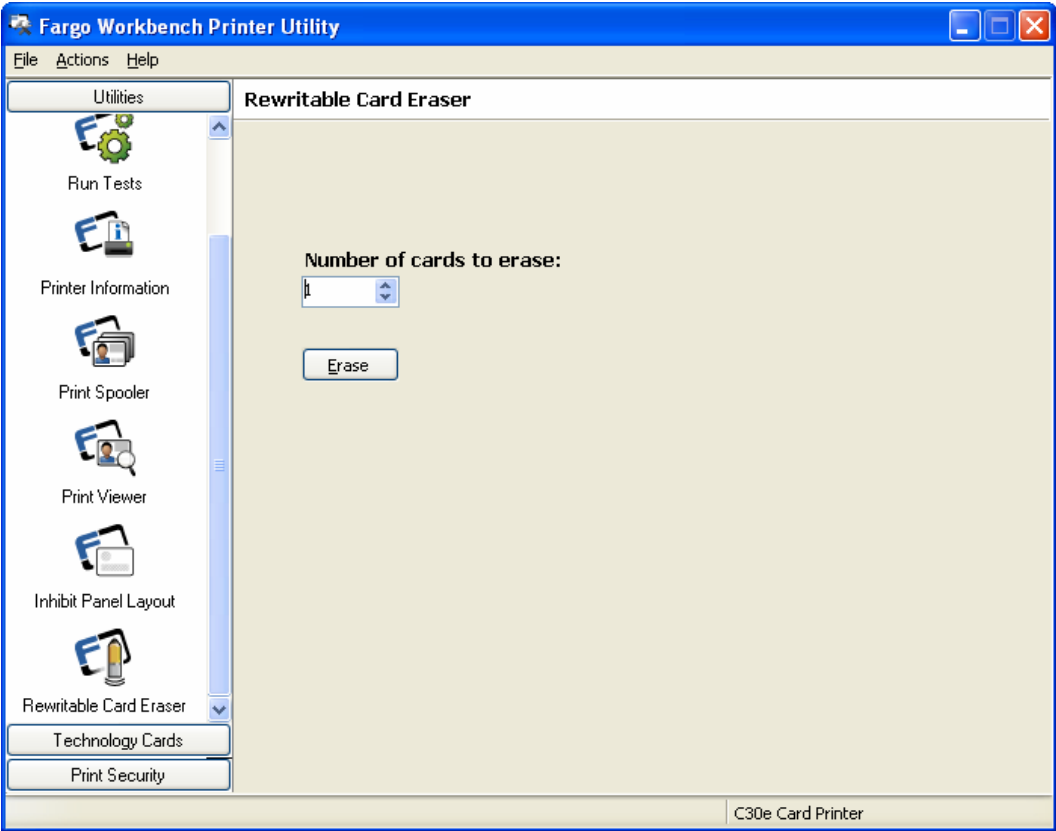 Fargo Workbench Printer Utility
File Actions Help
Utilities
Run Tests
Printer Information
Print Spooler
Print Viewer
Inhibit Panel Layout
Rewritable Card Eraser
Technology Cards
Print Security
Rewritable Card Eraser
Number of cards to erase:
1
Erase
C30e Card Printer